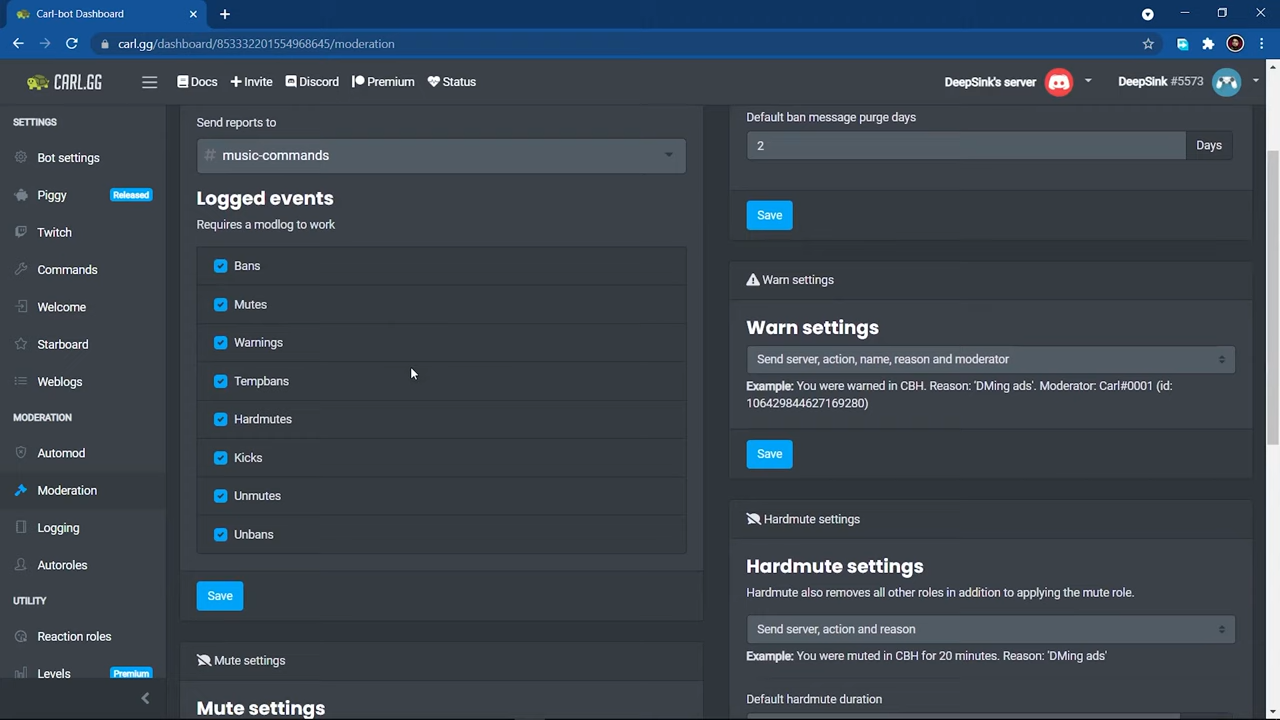 Carl-bot Dashboard
carl.gg/dashboard/853332201554968645/moderation
CARL.GG
Docs
Invite
Discord
Premium
Status
DeepSink's server
DeepSink #5573
SETTINGS
Bot settings
Piggy
Released
Twitch
Commands
Welcome
Starboard
Weblogs
MODERATION
Automod
Moderation
Logging
Autoroles
UTILITY
Reaction roles
Levels
Premium
Send reports to
# music-commands
Logged events
Requires a modlog to work
Bans
Mutes
Warnings
Tempbans
Hardmutes
Kicks
Unmutes
Unbans
Save
Mute settings
Mute settings
Default ban message purge days
2
Days
Save
Warn settings
Warn settings
Send server, action, name, reason and moderator
Example: You were warned in CBH. Reason: 'DMing ads'. Moderator: Carl#0001 (id:
106429844627169280)
Save
Hardmute settings
Hardmute settings
Hardmute also removes all other roles in addition to applying the mute role.
Send server, action and reason
Example: You were muted in CBH for 20 minutes. Reason: 'DMing ads'
Default hardmute duration